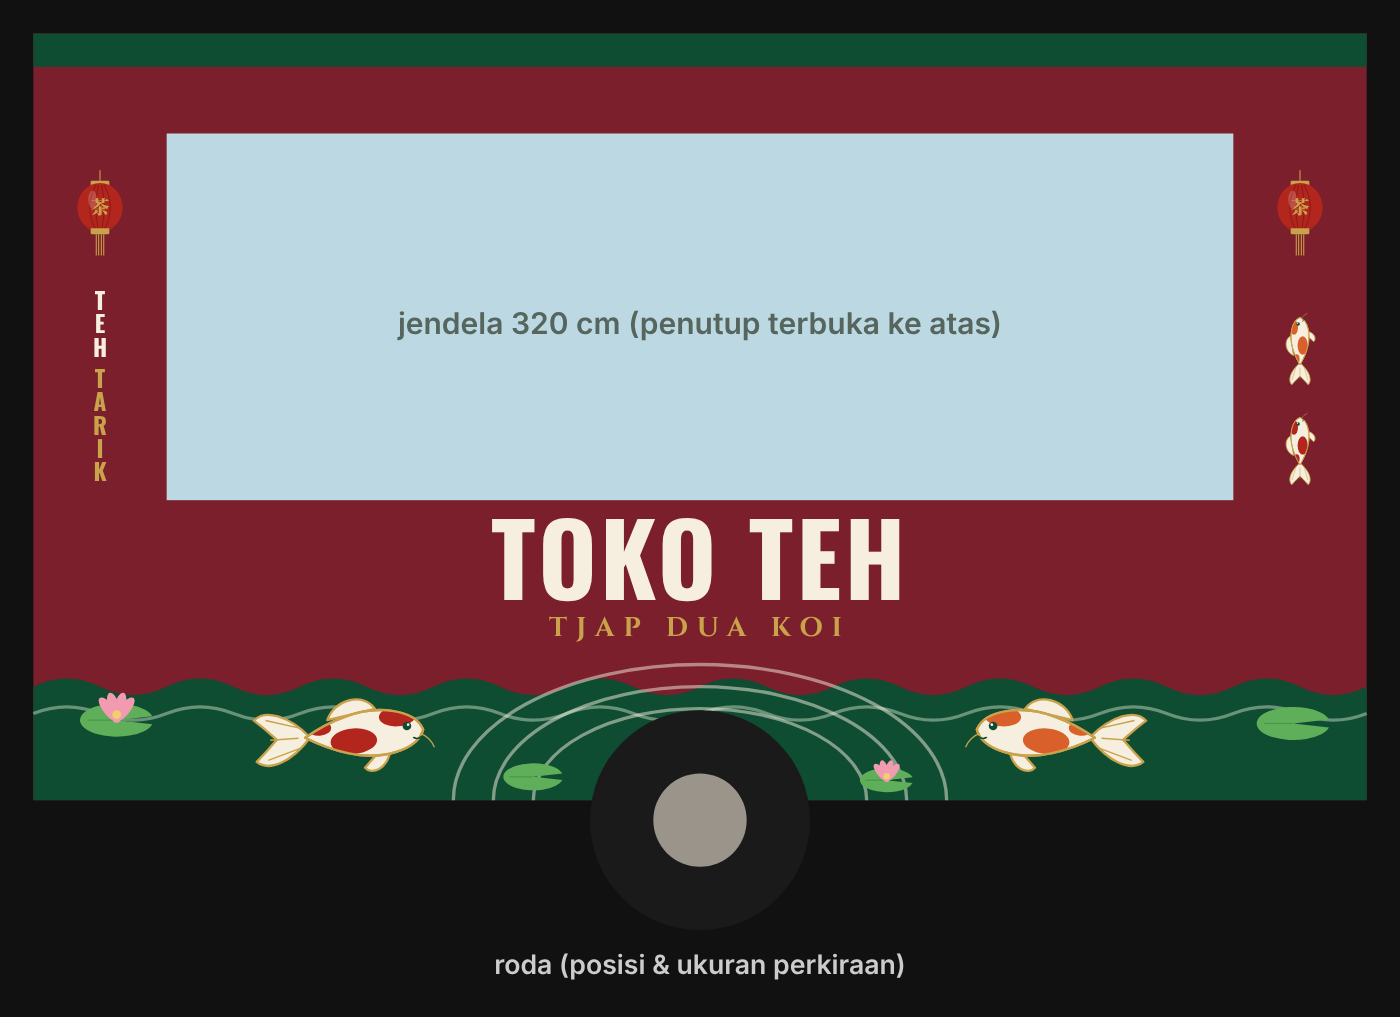 茶
茶
TEH TARIK
jendela 320 cm (penutup terbuka ke atas)
TOKO TEH
TJAP DUA KOI
roda (posisi & ukuran perkiraan)